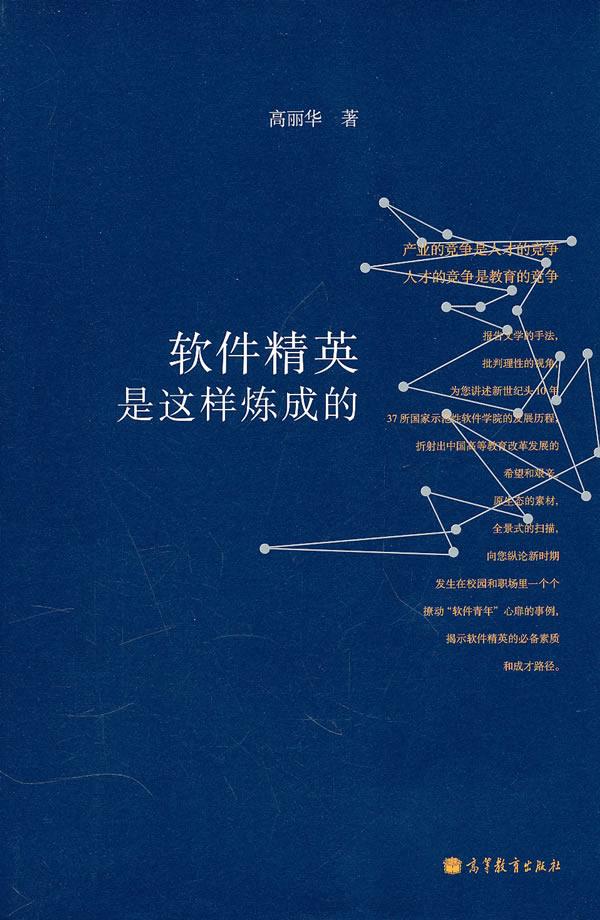 高丽华 著
产业的竞争是人才的竞争
人才的竞争是教育的竞争
软件精英
是这样炼成的
报告文学的手法，
批判理性的视角，
为您讲述新世纪头10年
37所国家示范性软件学院的发展历程，
折射出中国高等教育改革发展的
希望和艰辛。
原生态的素材，
全景式的扫描，
向您纵论新时期
发生在校园和职场里一个个
撩动“软件青年”心扉的事例，
揭示软件精英的必备素质
和成才路径。
高等教育出版社